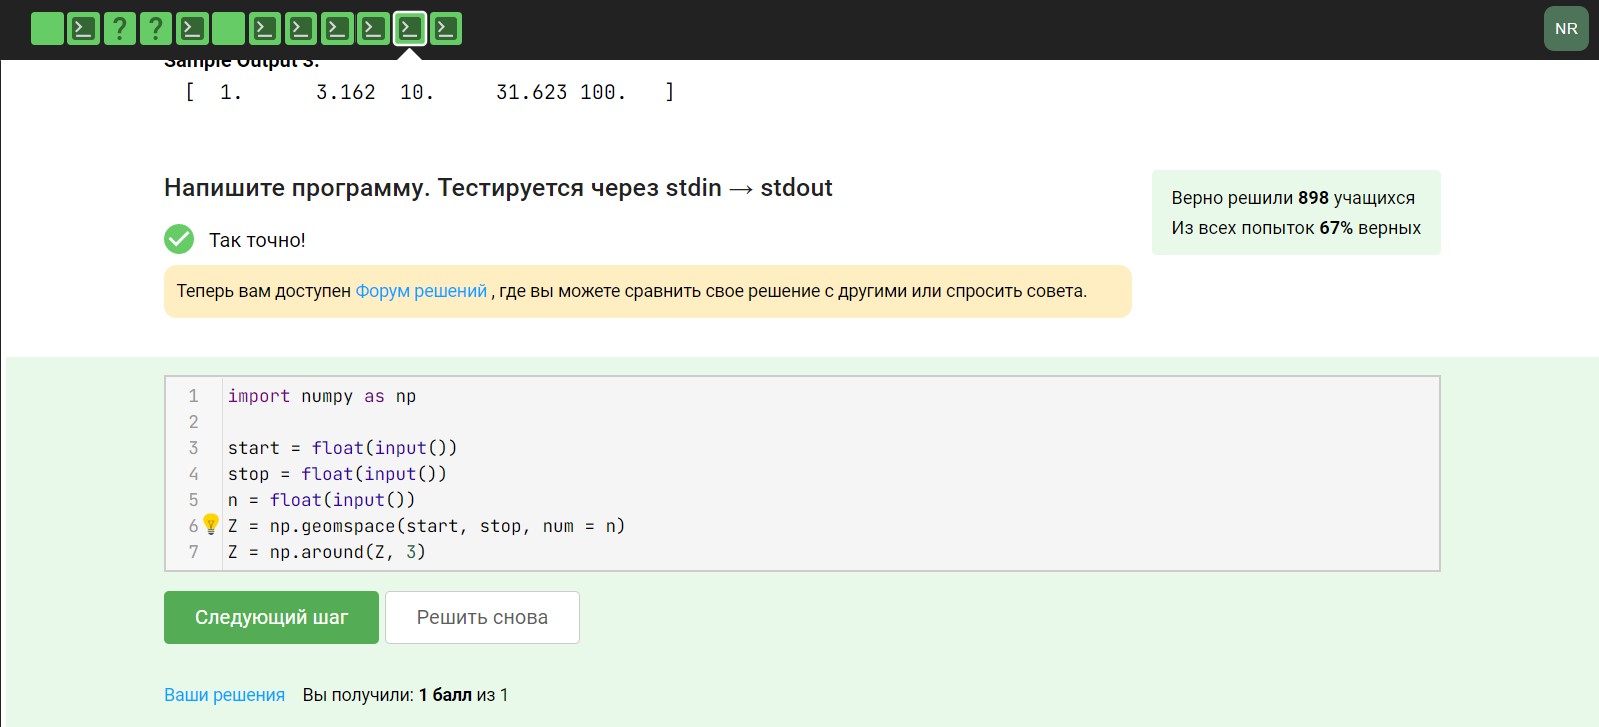 NR
Sample Output 3:
[  1.      3.162  10.     31.623 100.   ]
Напишите программу. Тестируется через stdin → stdout
Верно решили 898 учащихся
Из всех попыток 67% верных
Так точно!
Теперь вам доступен Форум решений , где вы можете сравнить свое решение с другими или спросить совета.
1 import numpy as np
2
3 start = float(input())
4 stop = float(input())
5 n = float(input())
6 Z = np.geomspace(start, stop, num = n)
7 Z = np.around(Z, 3)
Следующий шаг Решить снова
Ваши решения Вы получили: 1 балл из 1